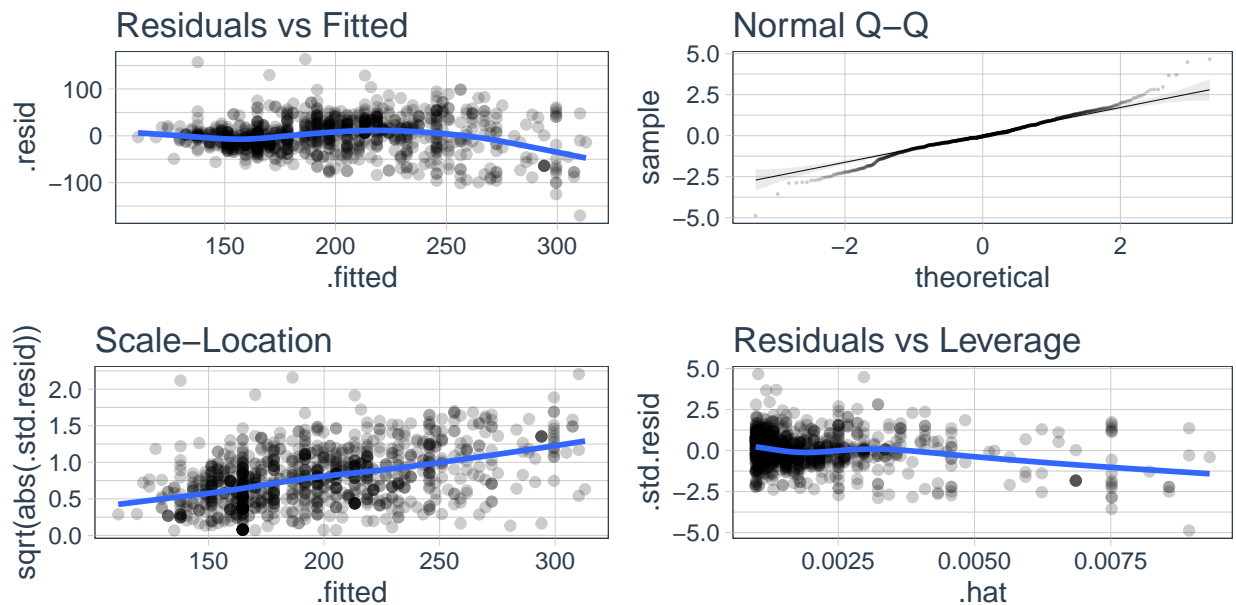 Residuals vs Fitted
.resid
100
0
−100
150
200
250
300
.fitted
Normal Q−Q
sample
5.0
2.5
0.0
−2.5
−5.0
−2
0
2
theoretical
Scale−Location
sqrt(abs(.std.resid))
2.0
1.5
1.0
0.5
0.0
150
200
250
300
.fitted
Residuals vs Leverage
.std.resid
5.0
2.5
0.0
−2.5
−5.0
0.0025
0.0050
0.0075
.hat